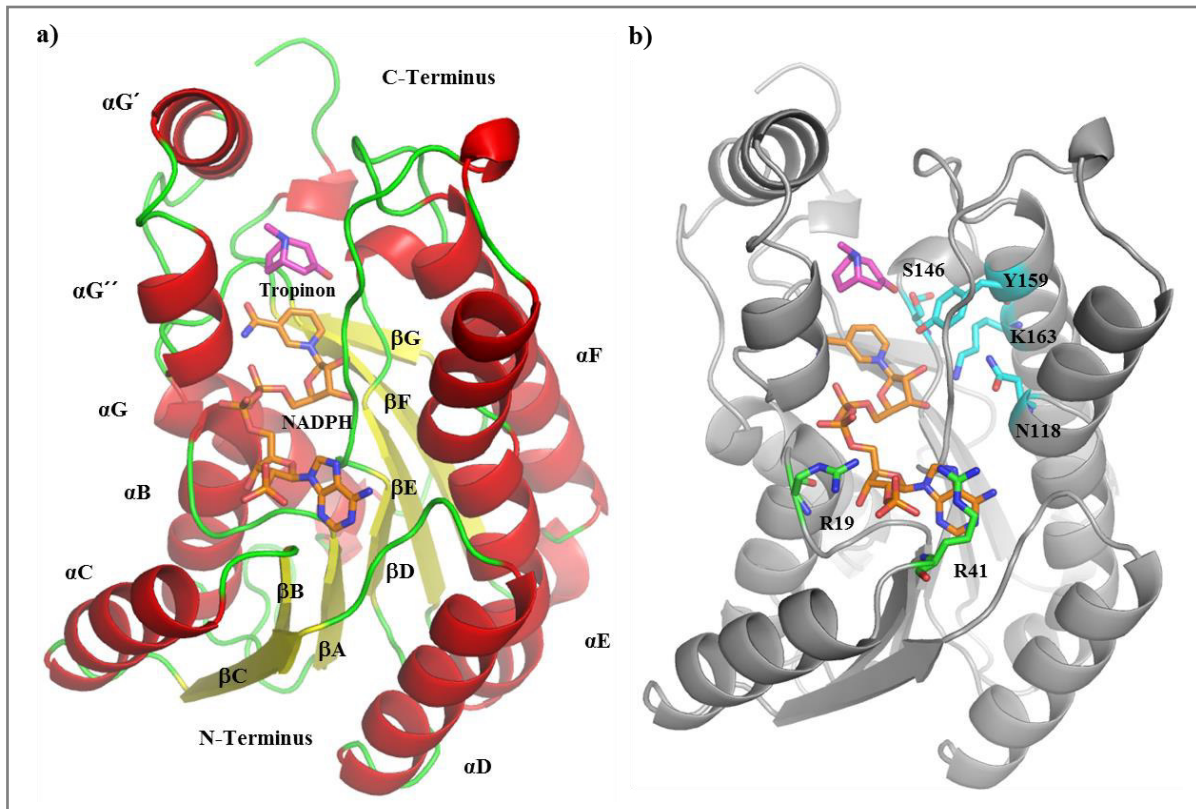 a)
C-Terminus
αG´
αG´´
Tropinon
βG
αF
αG
NADPH
βF
αB
βE
αC
βB
βD
βA
αE
βC
N-Terminus
αD
b)
S146
Y159
K163
N118
R19
R41